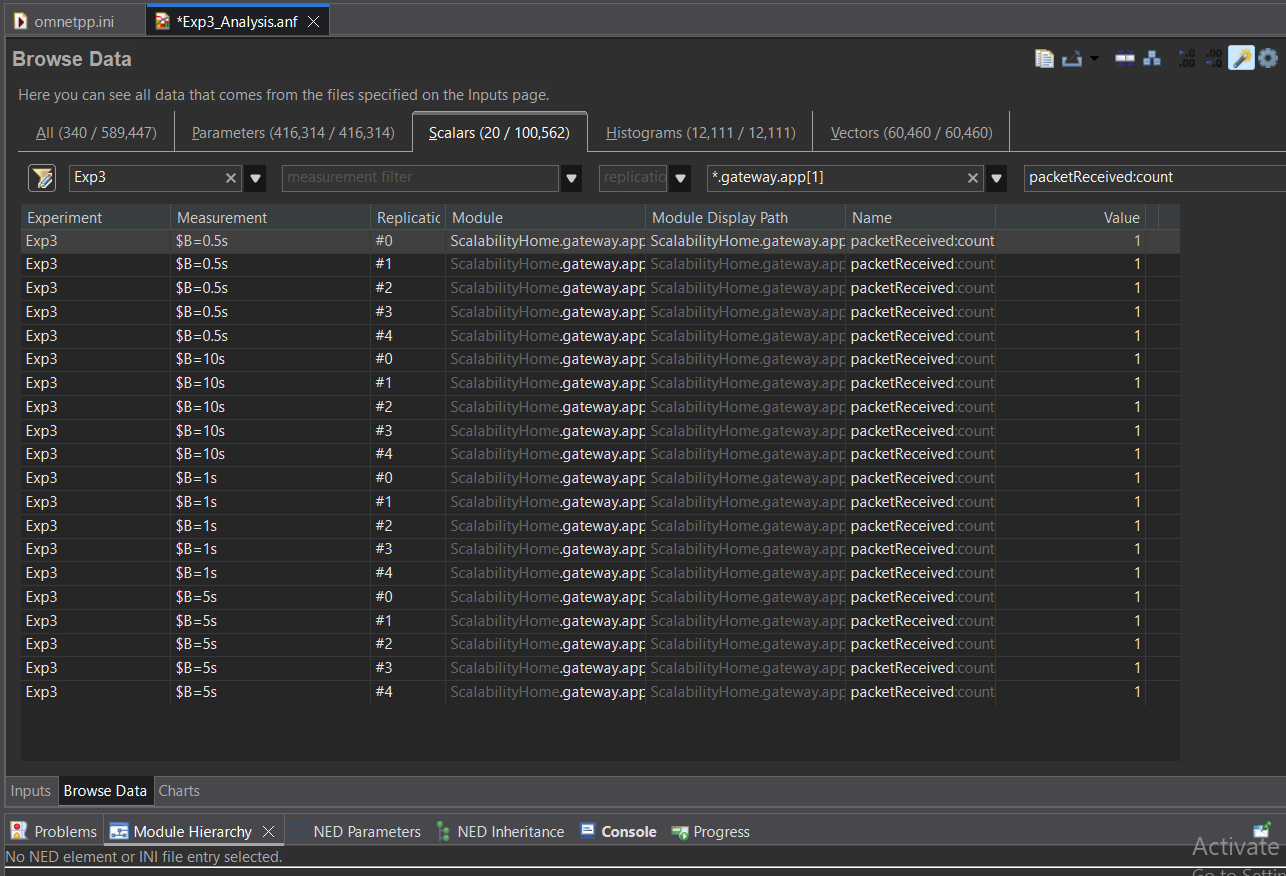 omnetpp.ini *Exp3_Analysis.anf
Browse Data
Here you can see all data that comes from the files specified on the Inputs page.
All (340 / 589,447) Parameters (416,314 / 416,314) Scalars (20 / 100,562) Histograms (12,111 / 12,111) Vectors (60,460 / 60,460)
Exp3 measurement filter replicatio *.gateway.app[1] packetReceived:count
Experiment Measurement Replicatic Module Module Display Path Name Value
Exp3 $B=0.5s #0 ScalabilityHome.gateway.app ScalabilityHome.gateway.app packetReceived:count 1
Exp3 $B=0.5s #1 ScalabilityHome.gateway.app ScalabilityHome.gateway.app packetReceived:count 1
Exp3 $B=0.5s #2 ScalabilityHome.gateway.app ScalabilityHome.gateway.app packetReceived:count 1
Exp3 $B=0.5s #3 ScalabilityHome.gateway.app ScalabilityHome.gateway.app packetReceived:count 1
Exp3 $B=0.5s #4 ScalabilityHome.gateway.app ScalabilityHome.gateway.app packetReceived:count 1
Exp3 $B=10s #0 ScalabilityHome.gateway.app ScalabilityHome.gateway.app packetReceived:count 1
Exp3 $B=10s #1 ScalabilityHome.gateway.app ScalabilityHome.gateway.app packetReceived:count 1
Exp3 $B=10s #2 ScalabilityHome.gateway.app ScalabilityHome.gateway.app packetReceived:count 1
Exp3 $B=10s #3 ScalabilityHome.gateway.app ScalabilityHome.gateway.app packetReceived:count 1
Exp3 $B=10s #4 ScalabilityHome.gateway.app ScalabilityHome.gateway.app packetReceived:count 1
Exp3 $B=1s #0 ScalabilityHome.gateway.app ScalabilityHome.gateway.app packetReceived:count 1
Exp3 $B=1s #1 ScalabilityHome.gateway.app ScalabilityHome.gateway.app packetReceived:count 1
Exp3 $B=1s #2 ScalabilityHome.gateway.app ScalabilityHome.gateway.app packetReceived:count 1
Exp3 $B=1s #3 ScalabilityHome.gateway.app ScalabilityHome.gateway.app packetReceived:count 1
Exp3 $B=1s #4 ScalabilityHome.gateway.app ScalabilityHome.gateway.app packetReceived:count 1
Exp3 $B=5s #0 ScalabilityHome.gateway.app ScalabilityHome.gateway.app packetReceived:count 1
Exp3 $B=5s #1 ScalabilityHome.gateway.app ScalabilityHome.gateway.app packetReceived:count 1
Exp3 $B=5s #2 ScalabilityHome.gateway.app ScalabilityHome.gateway.app packetReceived:count 1
Exp3 $B=5s #3 ScalabilityHome.gateway.app ScalabilityHome.gateway.app packetReceived:count 1
Exp3 $B=5s #4 ScalabilityHome.gateway.app ScalabilityHome.gateway.app packetReceived:count 1
Inputs Browse Data Charts
Problems Module Hierarchy NED Parameters NED Inheritance Console Progress
No NED element or INI file entry selected.
Activate
Go to Settin